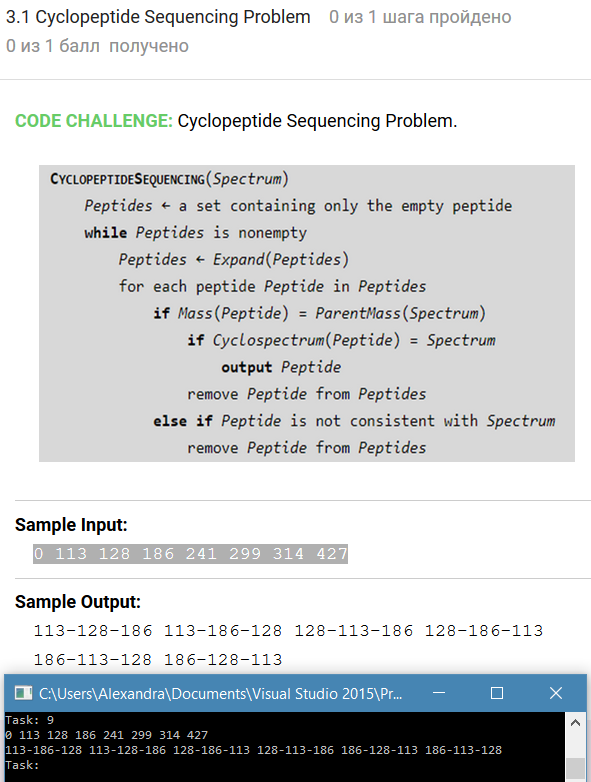 3.1 Cyclopeptide Sequencing Problem 0 из 1 шага пройдено
0 из 1 балл получено
CODE CHALLENGE: Cyclopeptide Sequencing Problem.
CYCLOPEPTIDESEQUENCING(Spectrum)
Peptides ← a set containing only the empty peptide
while Peptides is nonempty
Peptides ← Expand(Peptides)
for each peptide Peptide in Peptides
if Mass(Peptide) = ParentMass(Spectrum)
if Cyclospectrum(Peptide) = Spectrum
output Peptide
remove Peptide from Peptides
else if Peptide is not consistent with Spectrum
remove Peptide from Peptides
Sample Input:
0 113 128 186 241 299 314 427
Sample Output:
113-128-186 113-186-128 128-113-186 128-186-113
186-113-128 186-128-113
C:\Users\Alexandra\Documents\Visual Studio 2015\Pr...
Task: 9
0 113 128 186 241 299 314 427
113-186-128 113-128-186 128-186-113 128-113-186 186-128-113 186-113-128
Task: